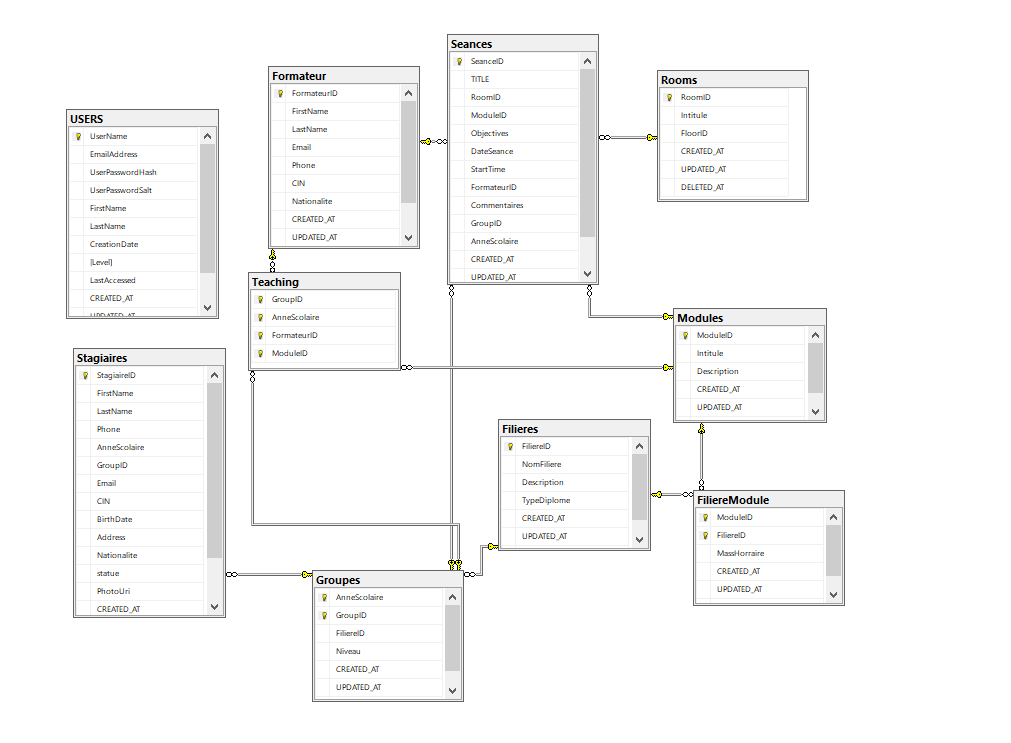 USERS
UserName
EmailAddress
UserPasswordHash
UserPasswordSalt
FirstName
LastName
CreationDate
[Level]
LastAccessed
CREATED_AT
UPDATED_AT
Formateur
FormateurID
FirstName
LastName
Email
Phone
CIN
Nationalite
CREATED_AT
UPDATED_AT
Seances
SeanceID
TITLE
RoomID
ModuleID
Objectives
DateSeance
StartTime
FormateurID
Commentaires
GroupID
AnneScolaire
CREATED_AT
UPDATED_AT
Rooms
RoomID
Intitule
FloorID
CREATED_AT
UPDATED_AT
DELETED_AT
Teaching
GroupID
AnneScolaire
FormateurID
ModuleID
Modules
ModuleID
Intitule
Description
CREATED_AT
UPDATED_AT
Stagiaires
StagiaireID
FirstName
LastName
Phone
AnneScolaire
GroupID
Email
CIN
BirthDate
Address
Nationalite
statue
PhotoUri
CREATED_AT
Filieres
FiliereID
NomFiliere
Description
TypeDiplome
CREATED_AT
UPDATED_AT
FiliereModule
ModuleID
FiliereID
MassHorraire
CREATED_AT
UPDATED_AT
Groupes
AnneScolaire
GroupID
FiliereID
Niveau
CREATED_AT
UPDATED_AT